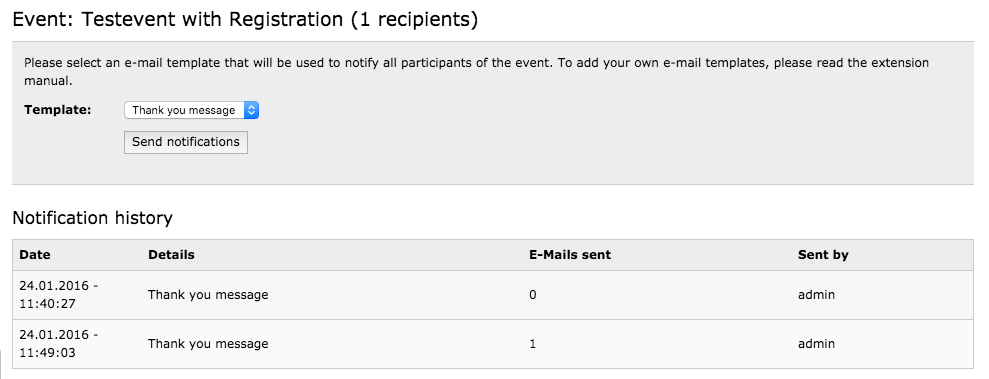 Event: Testevent with Registration (1 recipients)
Please select an e-mail template that will be used to notify all participants of the event. To add your own e-mail templates, please read the extension
manual.
Template: Thank you message
Send notifications
Notification history
Date Details E-Mails sent Sent by
24.01.2016 -
11:40:27 Thank you message 0 admin
24.01.2016 -
11:49:03 Thank you message 1 admin